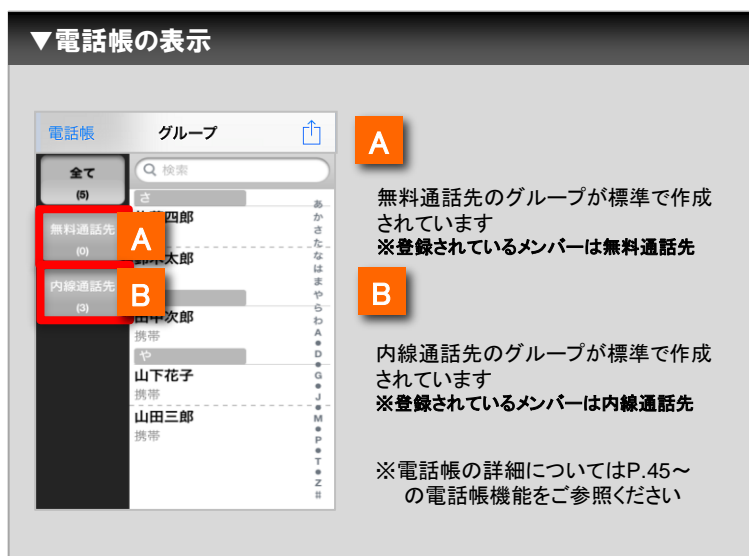 ▼電話帳の表示
電話帳
グループ
全て
(5)
検索
さ
四郎
無料通話先
(0)
A
太郎
内線通話先
(3)
B
田中次郎
携帯
や
山下花子
携帯
山田三郎
携帯
あ
か
さ
た
な
は
ま
や
ら
わ
A
●
D
●
G
●
J
●
M
●
P
●
T
●
Z
#
A
無料通話先のグループが標準で作成
されています
※登録されているメンバーは無料通話先
B
内線通話先のグループが標準で作成
されています
※登録されているメンバーは内線通話先
※電話帳の詳細についてはP.45～
の電話帳機能をご参照ください